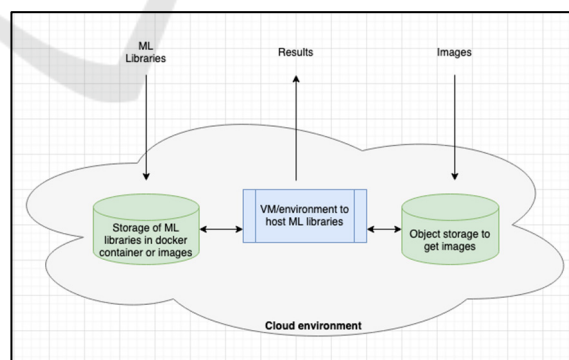 ML
Libraries
Results
Images
Storage of ML
libraries in docker
container or images
VM/environment to
host ML libraries
Object storage to
get images
Cloud environment